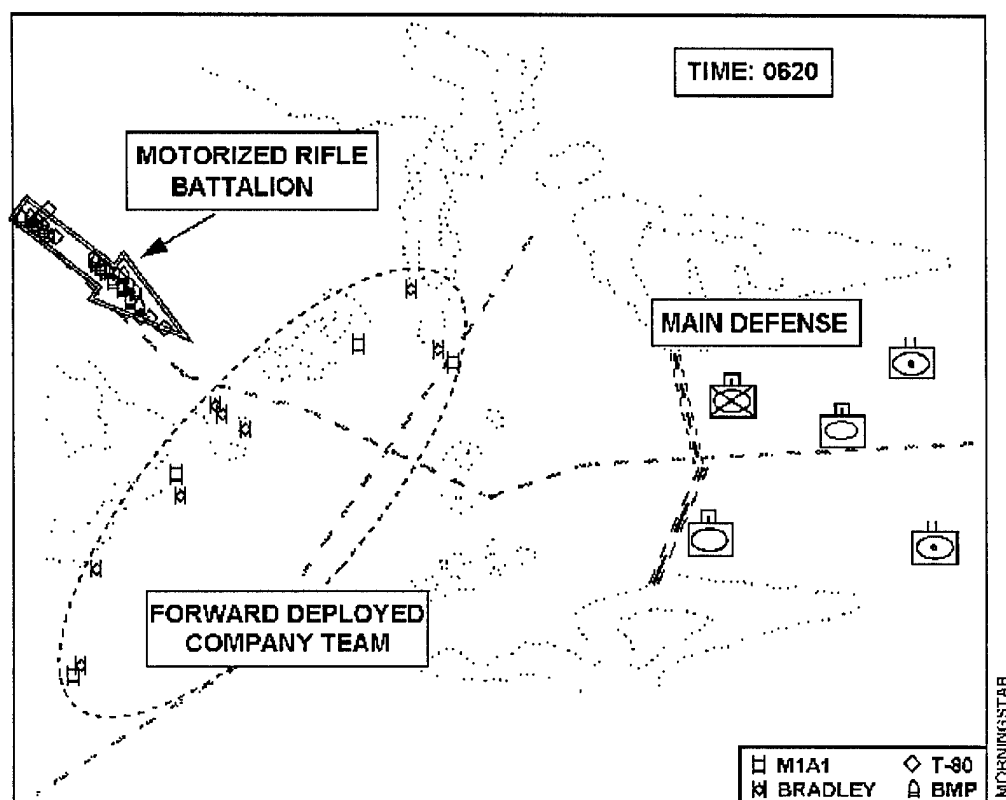 TIME: 0620
MOTORIZED RIFLE
BATTALION
MAIN DEFENSE
FORWARD DEPLOYED
COMPANY TEAM
M1A1
T-80
BRADLEY
BMP
MORNINGSTAR